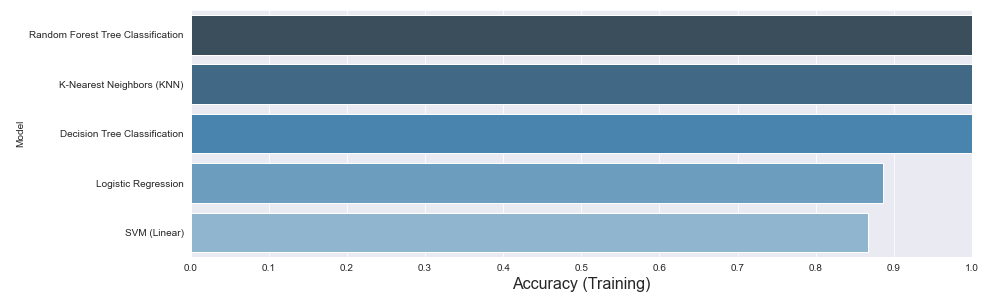 Random Forest Tree Classification
K-Nearest Neighbors (KNN)
Decision Tree Classification
Logistic Regression
SVM (Linear)
Model
0.0 0.1 0.2 0.3 0.4 0.5 0.6 0.7 0.8 0.9 1.0
Accuracy (Training)